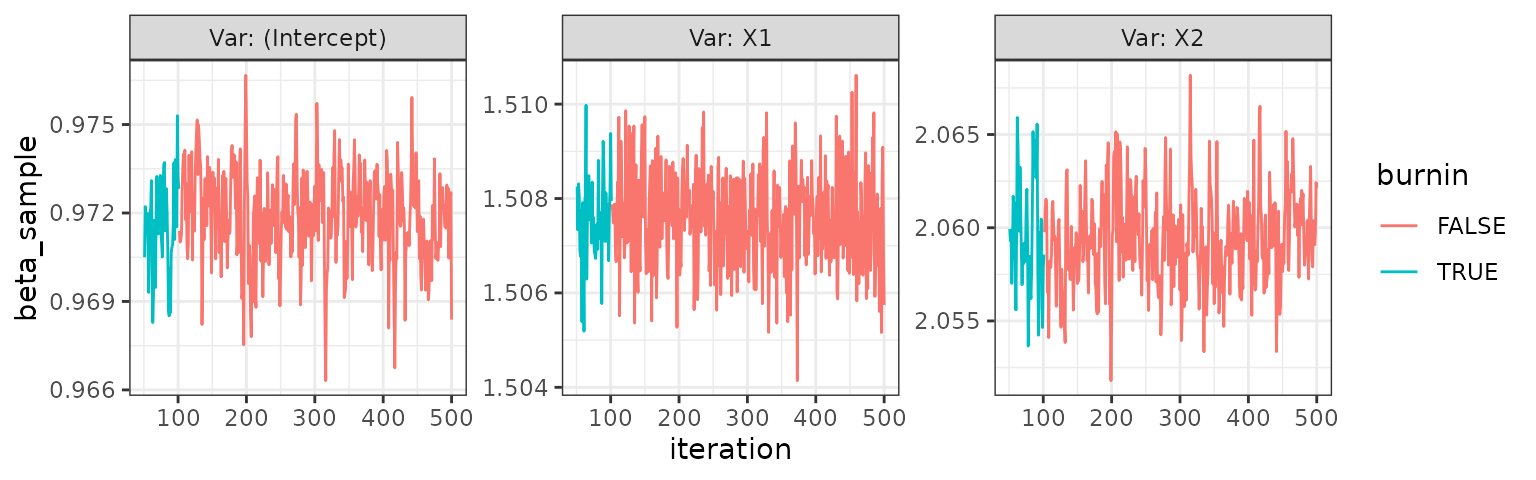 Var: (Intercept)
Var: X1
Var: X2
beta_sample
0.975
0.972
0.969
0.966
1.510
1.508
1.506
1.504
2.065
2.060
2.055
100 200 300 400 500
100 200 300 400 500
100 200 300 400 500
iteration
burnin
FALSE
TRUE